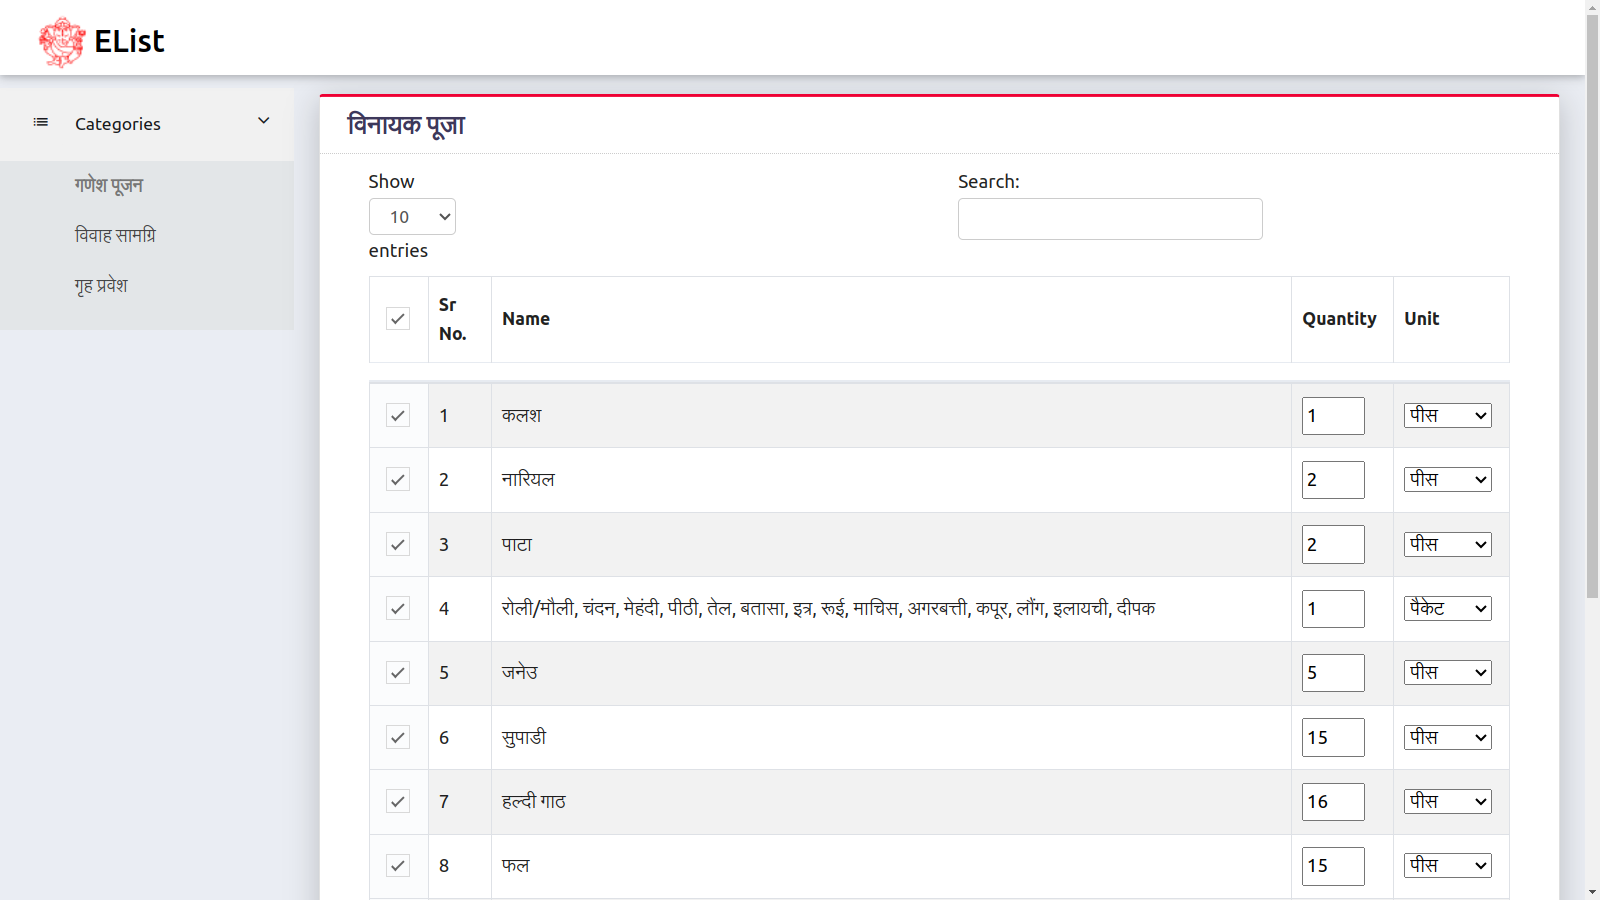 EList
Categories
गणेश पूजन
विवाह सामग्रि
गृह प्रवेश
विनायक पूजा
Show
10
entries
Search:
Sr No. Name Quantity Unit
1 कलश 1 पीस
2 नारियल 2 पीस
3 पाटा 2 पीस
4 रोली/मौली, चंदन, मेहंदी, पीठी, तेल, बतासा, इत्र, रूई, माचिस, अगरबत्ती, कपूर, लौंग, इलायची, दीपक 1 पैकेट
5 जनेउ 5 पीस
6 सुपाडी 15 पीस
7 हल्दी गाठ 16 पीस
8 फल 15 पीस